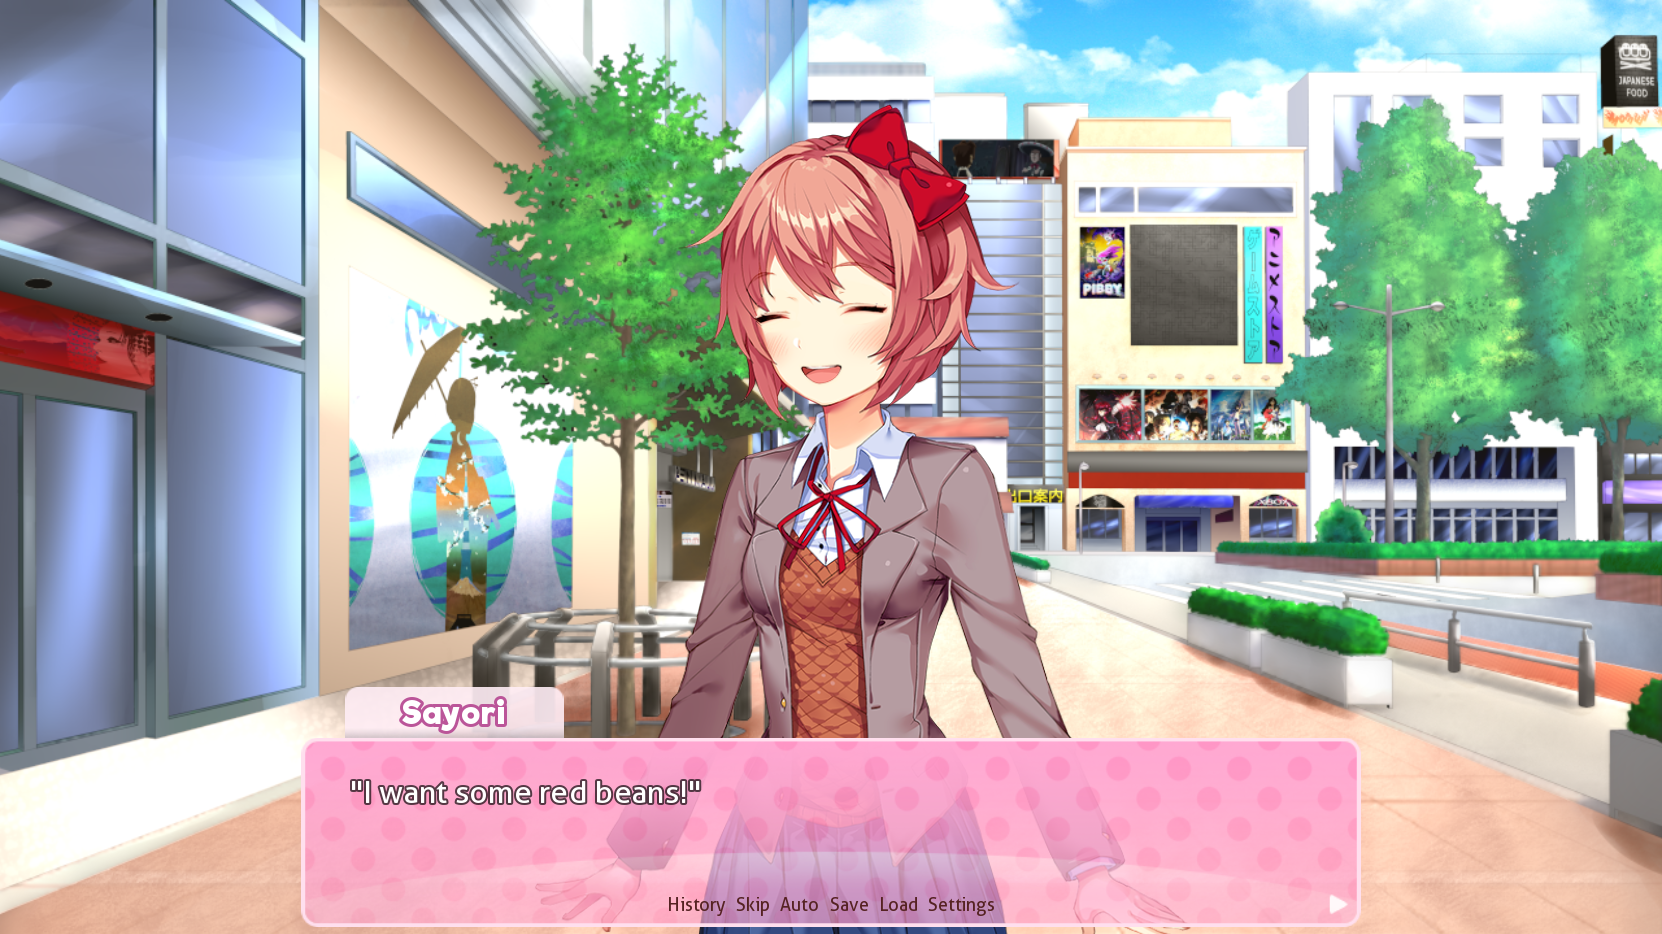 JAPANESE
FOOD
PIBBY
ゲームストア
アニメストア
出口案内
XBOX
Sayori
"I want some red beans!"
History Skip Auto Save Load Settings